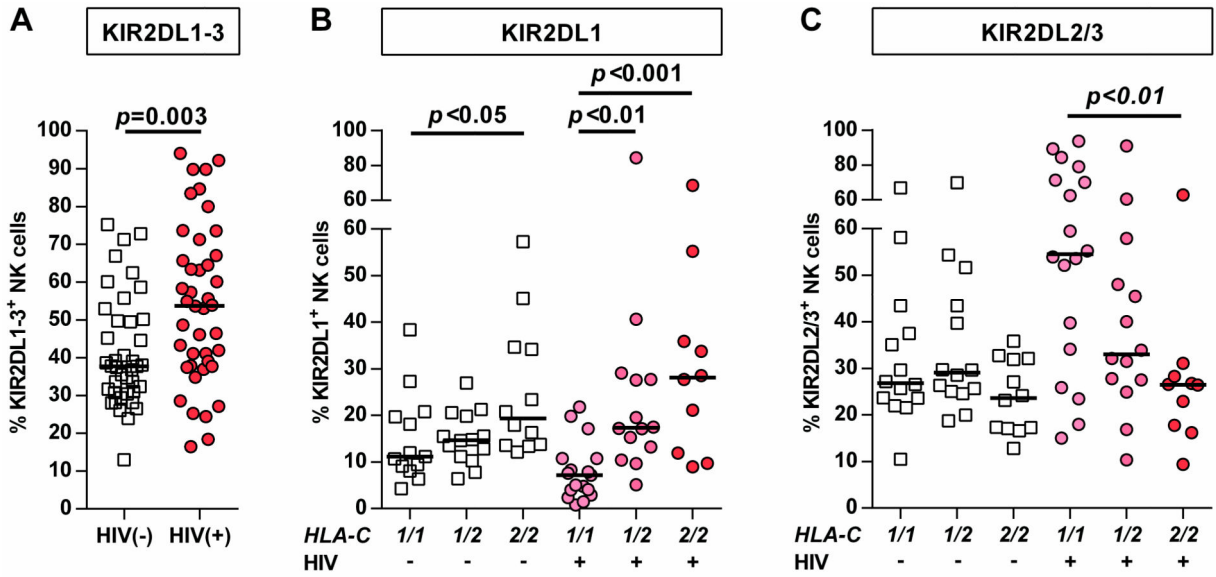 A
KIR2DL1-3
p=0.003
% KIR2DL1-3+ NK cells
100
90
80
70
60
50
40
30
20
10
0
HIV(-) HIV(+)
B
KIR2DL1
p<0.001
p<0.05 p<0.01
% KIR2DL1+ NK cells
100
80
60
60
50
40
30
20
10
0
HLA-C 1/1 1/2 2/2 1/1 1/2 2/2
HIV - - - + + +
C
KIR2DL2/3
p<0.01
% KIR2DL2/3+ NK cells
100
80
60
60
50
40
30
20
10
0
HLA-C 1/1 1/2 2/2 1/1 1/2 2/2
HIV - - - + + +